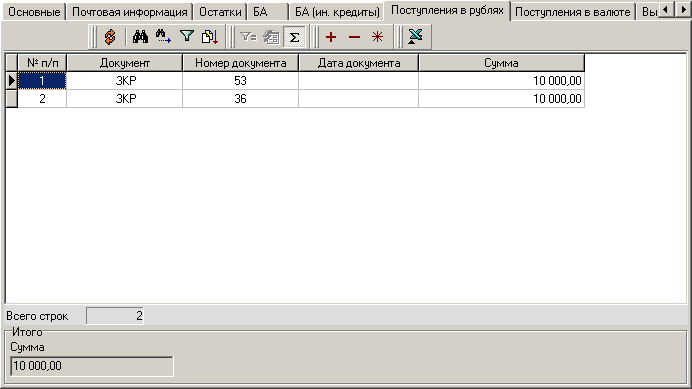 Основные Почтовая информация Остатки БА БА (ин. кредиты) Поступления в рублях Поступления в валюте Вы
Σ
№ п/п Документ Номер документа Дата документа Сумма
1 ЗКР 53 10 000,00
2 ЗКР 36 10 000,00
Всего строк 2
Итого
Сумма
10 000,00